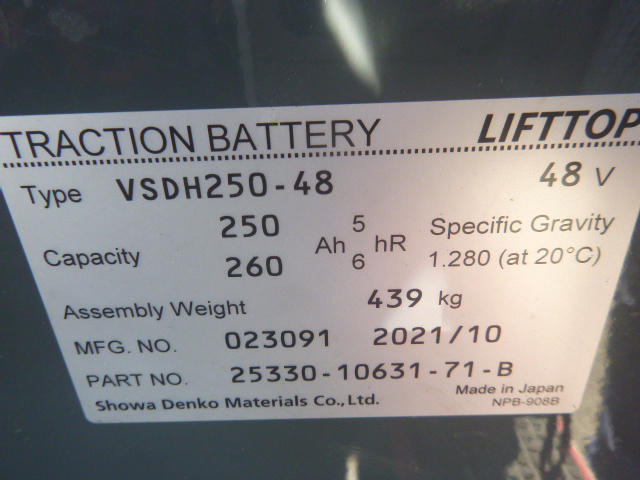 TRACTION BATTERY LIFTTOP
Type VSDH250-48 48 V
Capacity 250 Ah 5 hR Specific Gravity
260 6 1.280 (at 20°C)
Assembly Weight 439 kg
MFG. NO. 023091 2021/10
PART NO. 25330-10631-71-B
Showa Denko Materials Co., Ltd. Made in Japan
NPB-908B